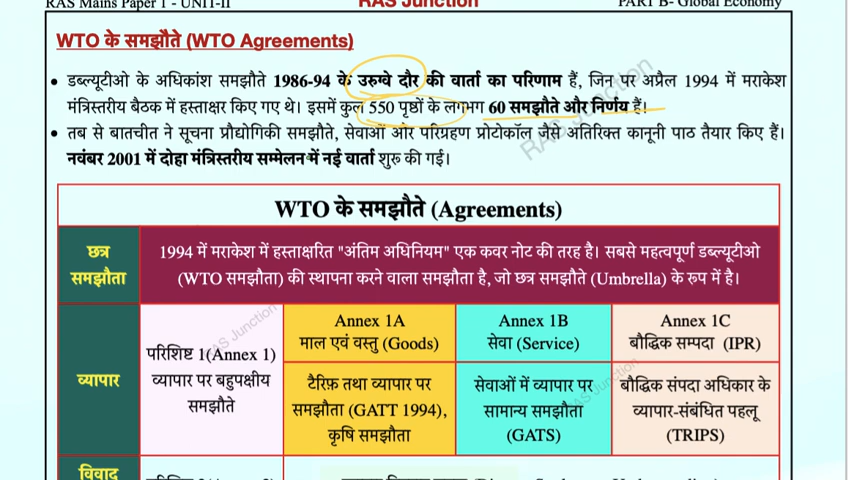 RAS Mains Paper 1 - UNIT-II
RAS Junction
PART B- Global Economy
WTO के समझौते (WTO Agreements)
• डब्ल्यूटीओ के अधिकांश समझौते 1986-94 के उरुग्वे दौर की वार्ता का परिणाम हैं, जिन पर अप्रैल 1994 में मराकेश
मंत्रिस्तरीय बैठक में हस्ताक्षर किए गए थे। इसमें कुल 550 पृष्ठों के लगभग 60 समझौते और निर्णय हैं।
• तब से बातचीत ने सूचना प्रौद्योगिकी समझौते, सेवाओं और परिग्रहण प्रोटोकॉल जैसे अतिरिक्त कानूनी पाठ तैयार किए हैं।
नवंबर 2001 में दोहा मंत्रिस्तरीय सम्मेलन में नई वार्ता शुरू की गई।
RAS Junction
WTO के समझौते (Agreements)
छत्र
समझौता
1994 में मराकेश में हस्ताक्षरित "अंतिम अधिनियम" एक कवर नोट की तरह है। सबसे महत्वपूर्ण डब्ल्यूटीओ
(WTO समझौता) की स्थापना करने वाला समझौता है, जो छत्र समझौते (Umbrella) के रूप में है।
व्यापार
परिशिष्ट 1(Annex 1)
व्यापार पर बहुपक्षीय
समझौते
Annex 1A
माल एवं वस्तु (Goods)
Annex 1B
सेवा (Service)
Annex 1C
बौद्धिक सम्पदा (IPR)
टैरिफ़ तथा व्यापार पर
समझौता (GATT 1994),
कृषि समझौता
सेवाओं में व्यापार पर
सामान्य समझौता
(GATS)
बौद्धिक संपदा अधिकार के
व्यापार-संबंधित पहलू
(TRIPS)
RAS Junction
RAS Junction
विवाद